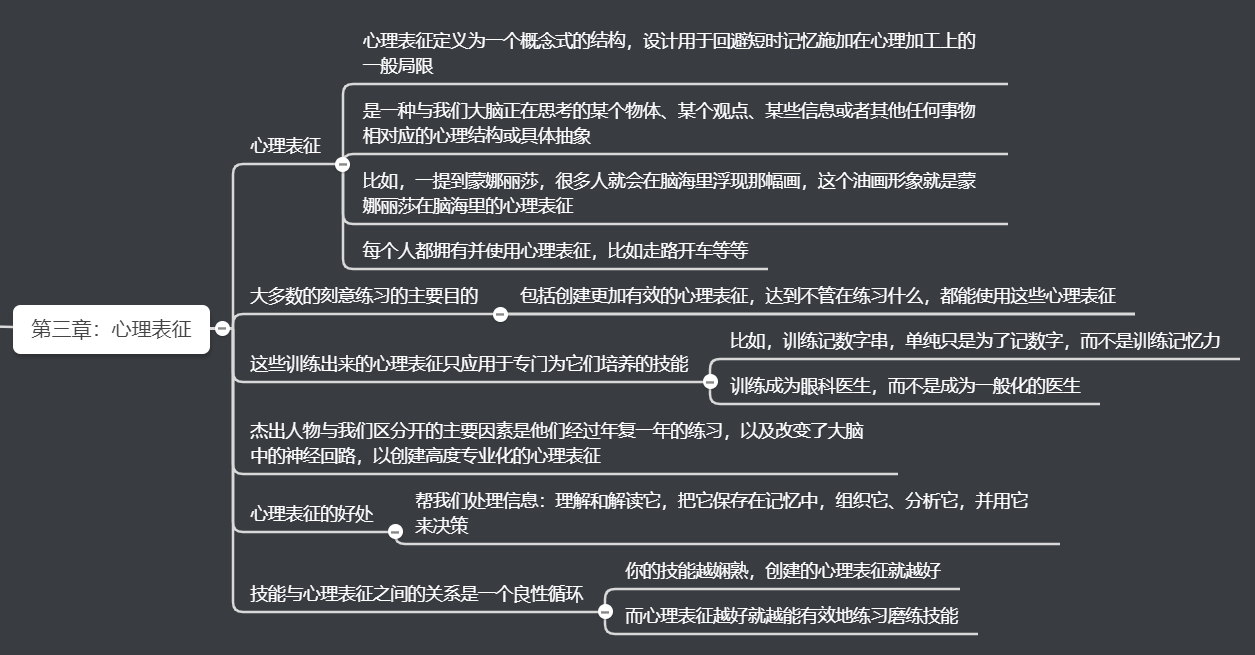 第三章：心理表征
心理表征
心理表征定义为一个概念式的结构，设计用于回避短时记忆施加在心理加工上的
一般局限
是一种与我们大脑正在思考的某个物体、某个观点、某些信息或者其他任何事物
相对应的心理结构或具体抽象
比如，一提到蒙娜丽莎，很多人就会在脑海里浮现那幅画，这个油画形象就是蒙
娜丽莎在脑海里的心理表征
每个人都拥有并使用心理表征，比如走路开车等等
大多数的刻意练习的主要目的
包括创建更加有效的心理表征，达到不管在练习什么，都能使用这些心理表征
这些训练出来的心理表征只应用于专门为它们培养的技能
比如，训练记数字串，单纯只是为了记数字，而不是训练记忆力
训练成为眼科医生，而不是成为一般化的医生
杰出人物与我们区分开的主要因素是他们经过年复一年的练习，以及改变了大脑
中的神经回路，以创建高度专业化的心理表征
心理表征的好处
帮我们处理信息：理解和解读它，把它保存在记忆中，组织它、分析它，并用它
来决策
技能与心理表征之间的关系是一个良性循环
你的技能越娴熟，创建的心理表征就越好
而心理表征越好就越能有效地练习磨练技能